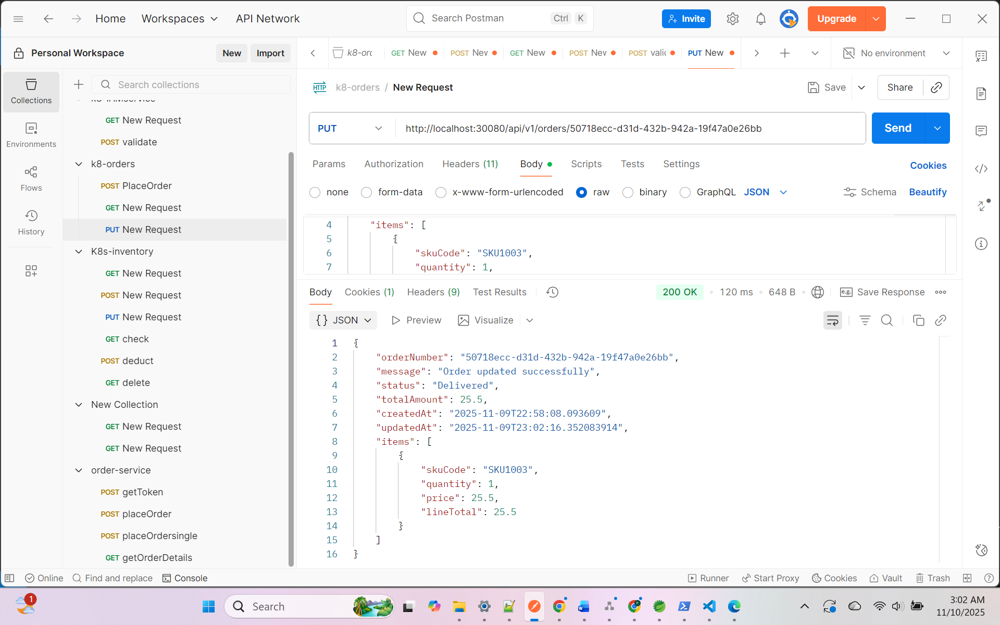 Home
Workspaces
API Network
Search Postman
Ctrl K
Invite
Upgrade
Personal Workspace
New
Import
GET New
POST
GET New
POST
POST
PUT New
No environment
Collections
Environments
Flows
History
Search collections
GET New Request
POST validate
k8-orders
POST PlaceOrder
GET New Request
PUT New Request
K8s-inventory
GET New Request
POST New Request
PUT New Request
GET check
POST deduct
GET delete
New Collection
GET New Request
GET New Request
order-service
POST getToken
POST placeOrder
POST placeOrdersingle
GET getOrderDetails
HTTP k8-orders / New Request
Save
Share
PUT
http://localhost:30080/api/v1/orders/50718ecc-d31d-432b-942a-19f47a0e26bb
Send
Params Authorization Headers (11) Body Scripts Tests Settings
Cookies
none form-data x-www-form-urlencoded raw binary GraphQL JSON
Schema Beautify
4 "items": [
5 {
6 "skuCode": "SKU1003",
7 "quantity": 1,
Body Cookies (1) Headers (9) Test Results
200 OK • 120 ms • 648 B •
e.g. Save Response
{} JSON Preview Visualize
1 {
2 "orderNumber": "50718ecc-d31d-432b-942a-19f47a0e26bb",
3 "message": "Order updated successfully",
4 "status": "Delivered",
5 "totalAmount": 25.5,
6 "createdAt": "2025-11-09T22:58:08.093609",
7 "updatedAt": "2025-11-09T23:02:16.352083914",
8 "items": [
9 {
10 "skuCode": "SKU1003",
11 "quantity": 1,
12 "price": 25.5,
13 "lineTotal": 25.5
14 }
15 ]
16 }
Online
Find and replace
Console
Runner
Start Proxy
Cookies
Vault
Trash
1
Search
3:02 AM
11/10/2025